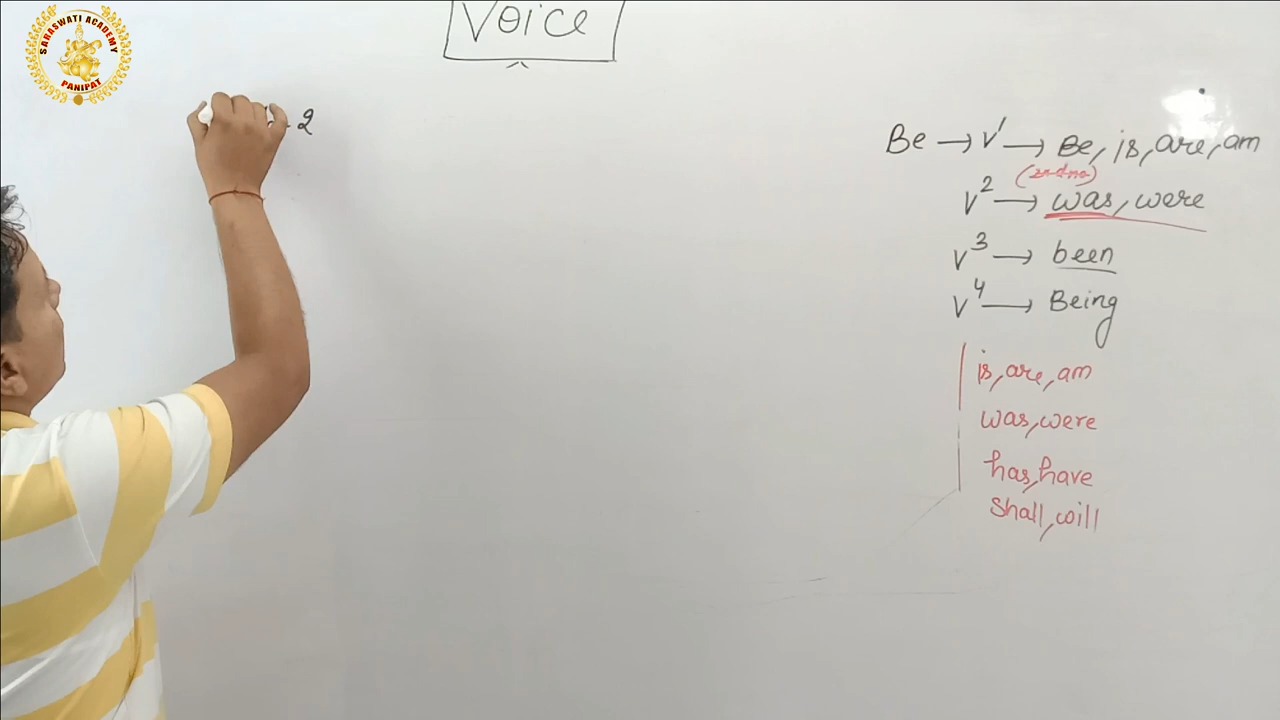 SARASWATI ACADEMY
PANIPAT
Voice
2
Be → V¹ → Be, is, are, am
V² → was, were
V³ → been
V⁴ → Being
is, are, am
was, were
has, have
Shall, will